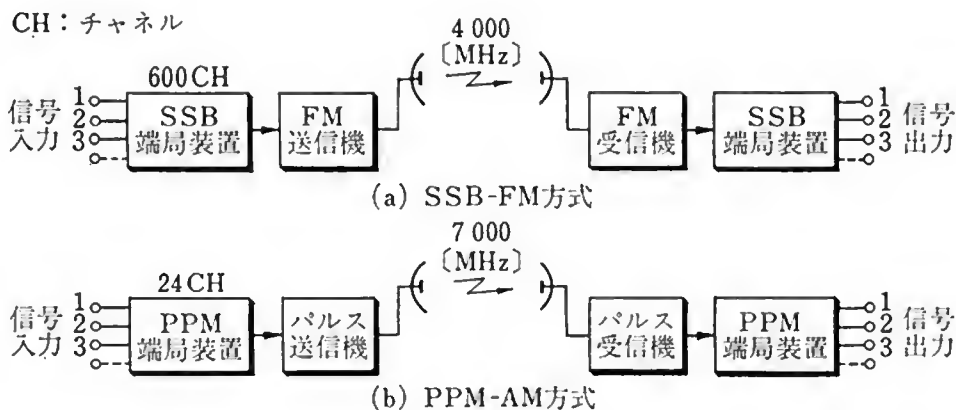 CH：チャネル
4 000
〔MHz〕
600CH
信号
入力
1
2
3
SSB
端局装置
FM
送信機
FM
受信機
SSB
端局装置
1
2
3
信号
出力
(a) SSB-FM方式
7 000
〔MHz〕
24CH
信号
入力
1
2
3
PPM
端局装置
パルス
送信機
パルス
受信機
PPM
端局装置
1
2
3
信号
出力
(b) PPM-AM方式